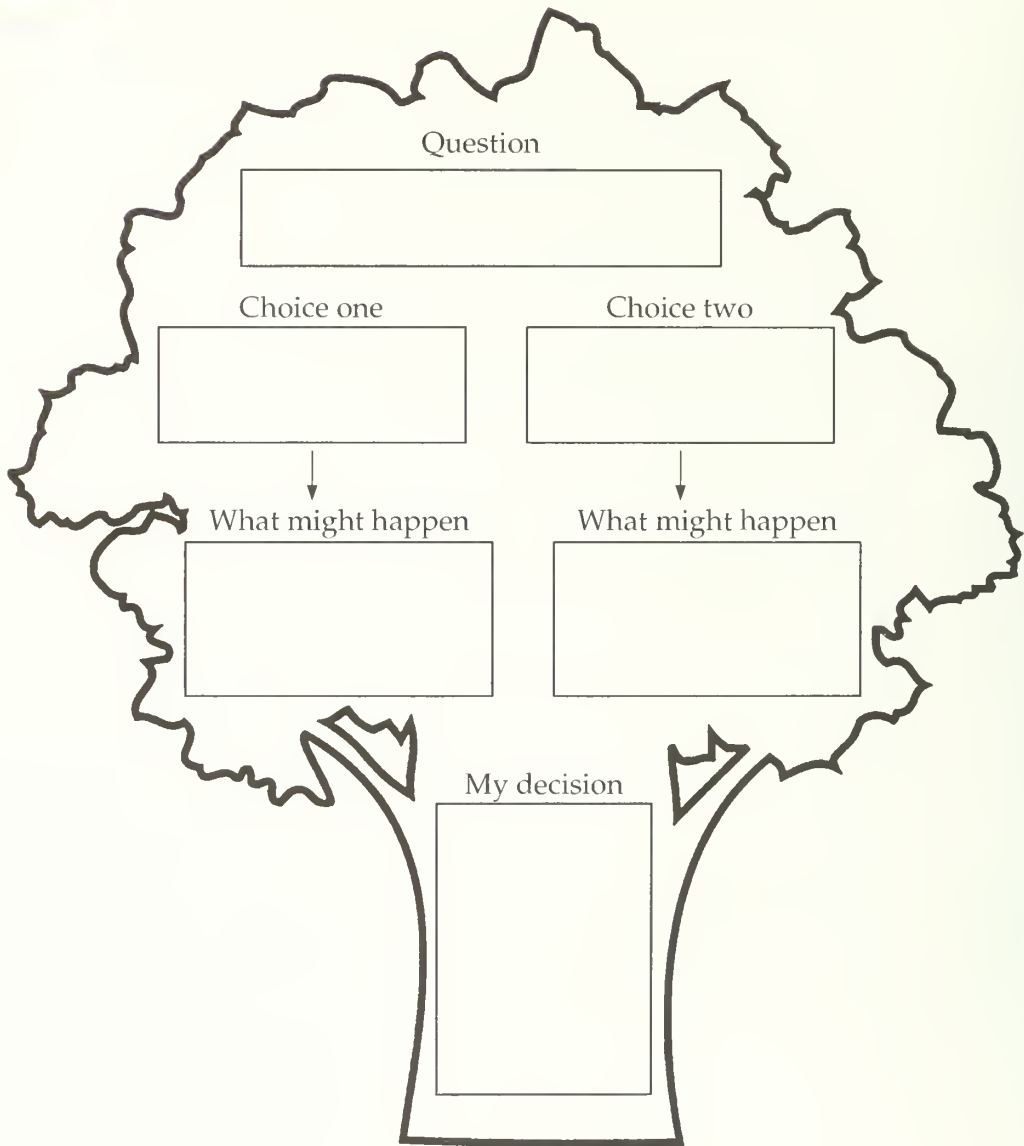 Question
Choice one
Choice two
What might happen
What might happen
My decision